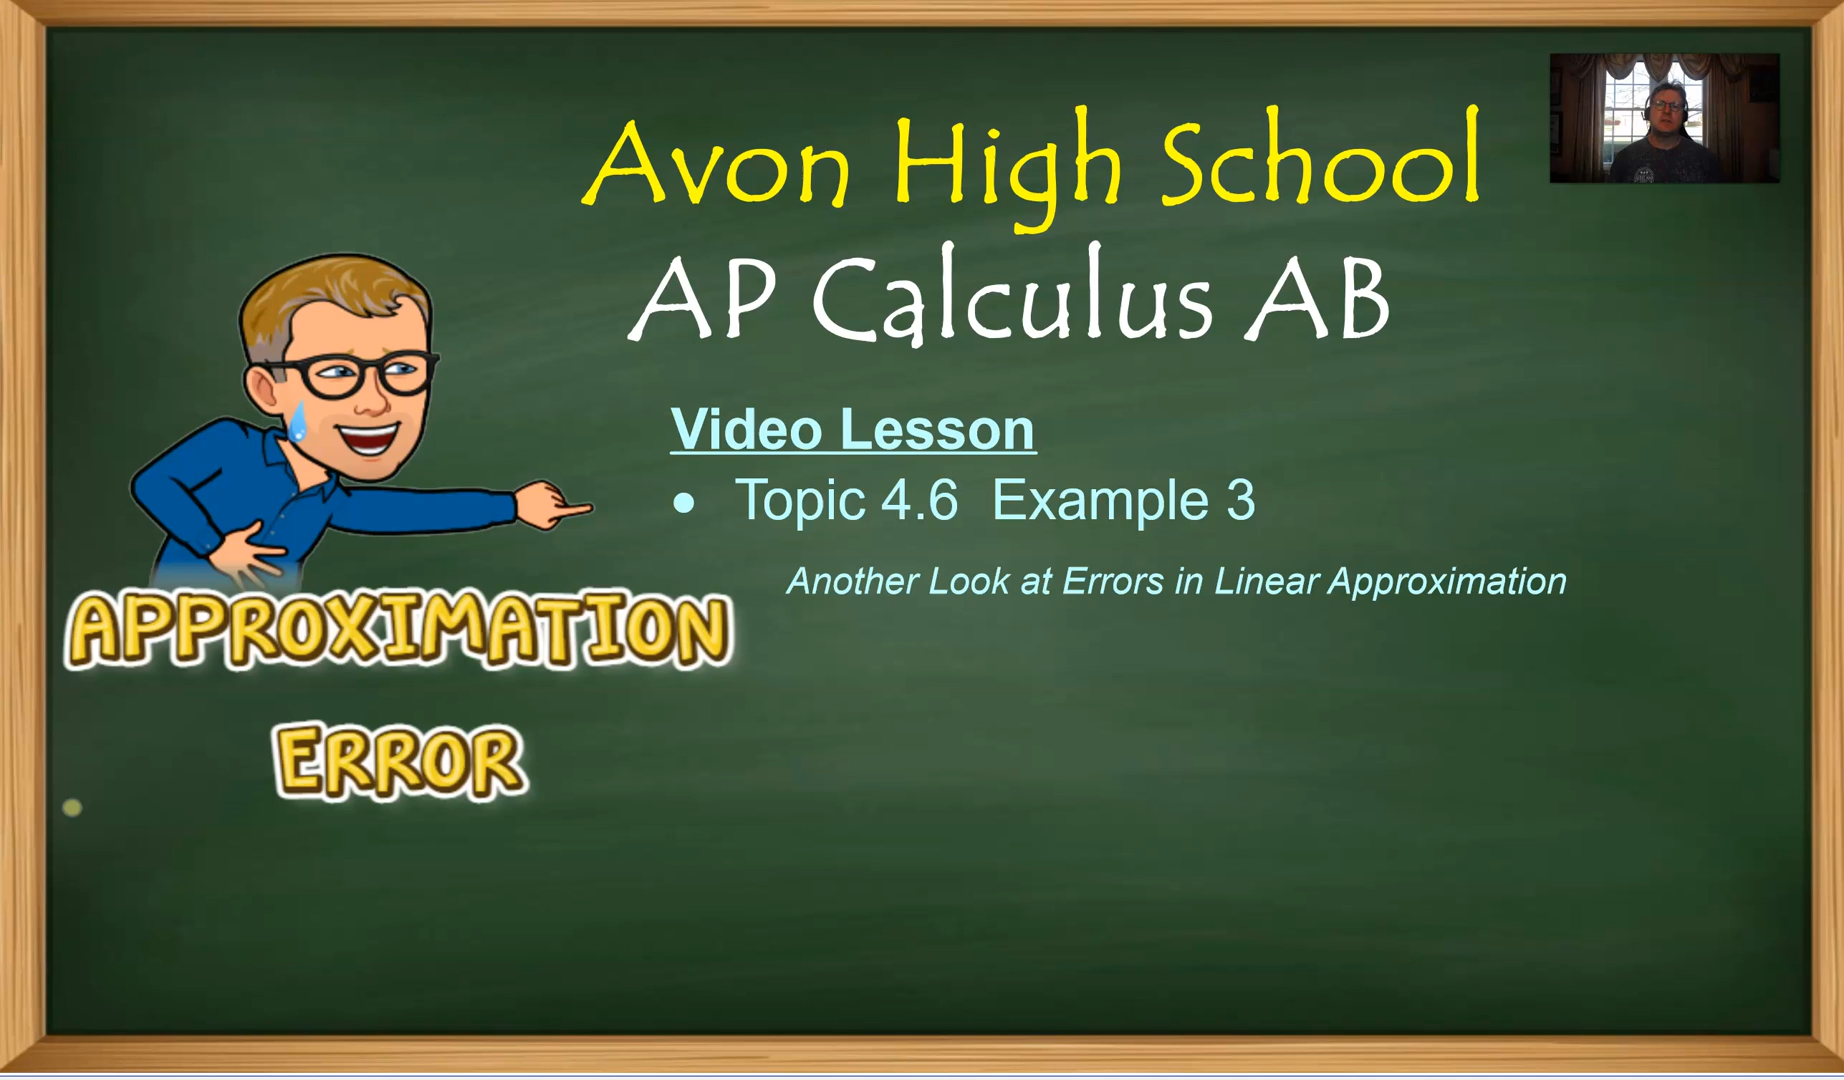 Avon High School
AP Calculus AB
Video Lesson
• Topic 4.6 Example 3
Another Look at Errors in Linear Approximation
APPROXIMATION
ERROR